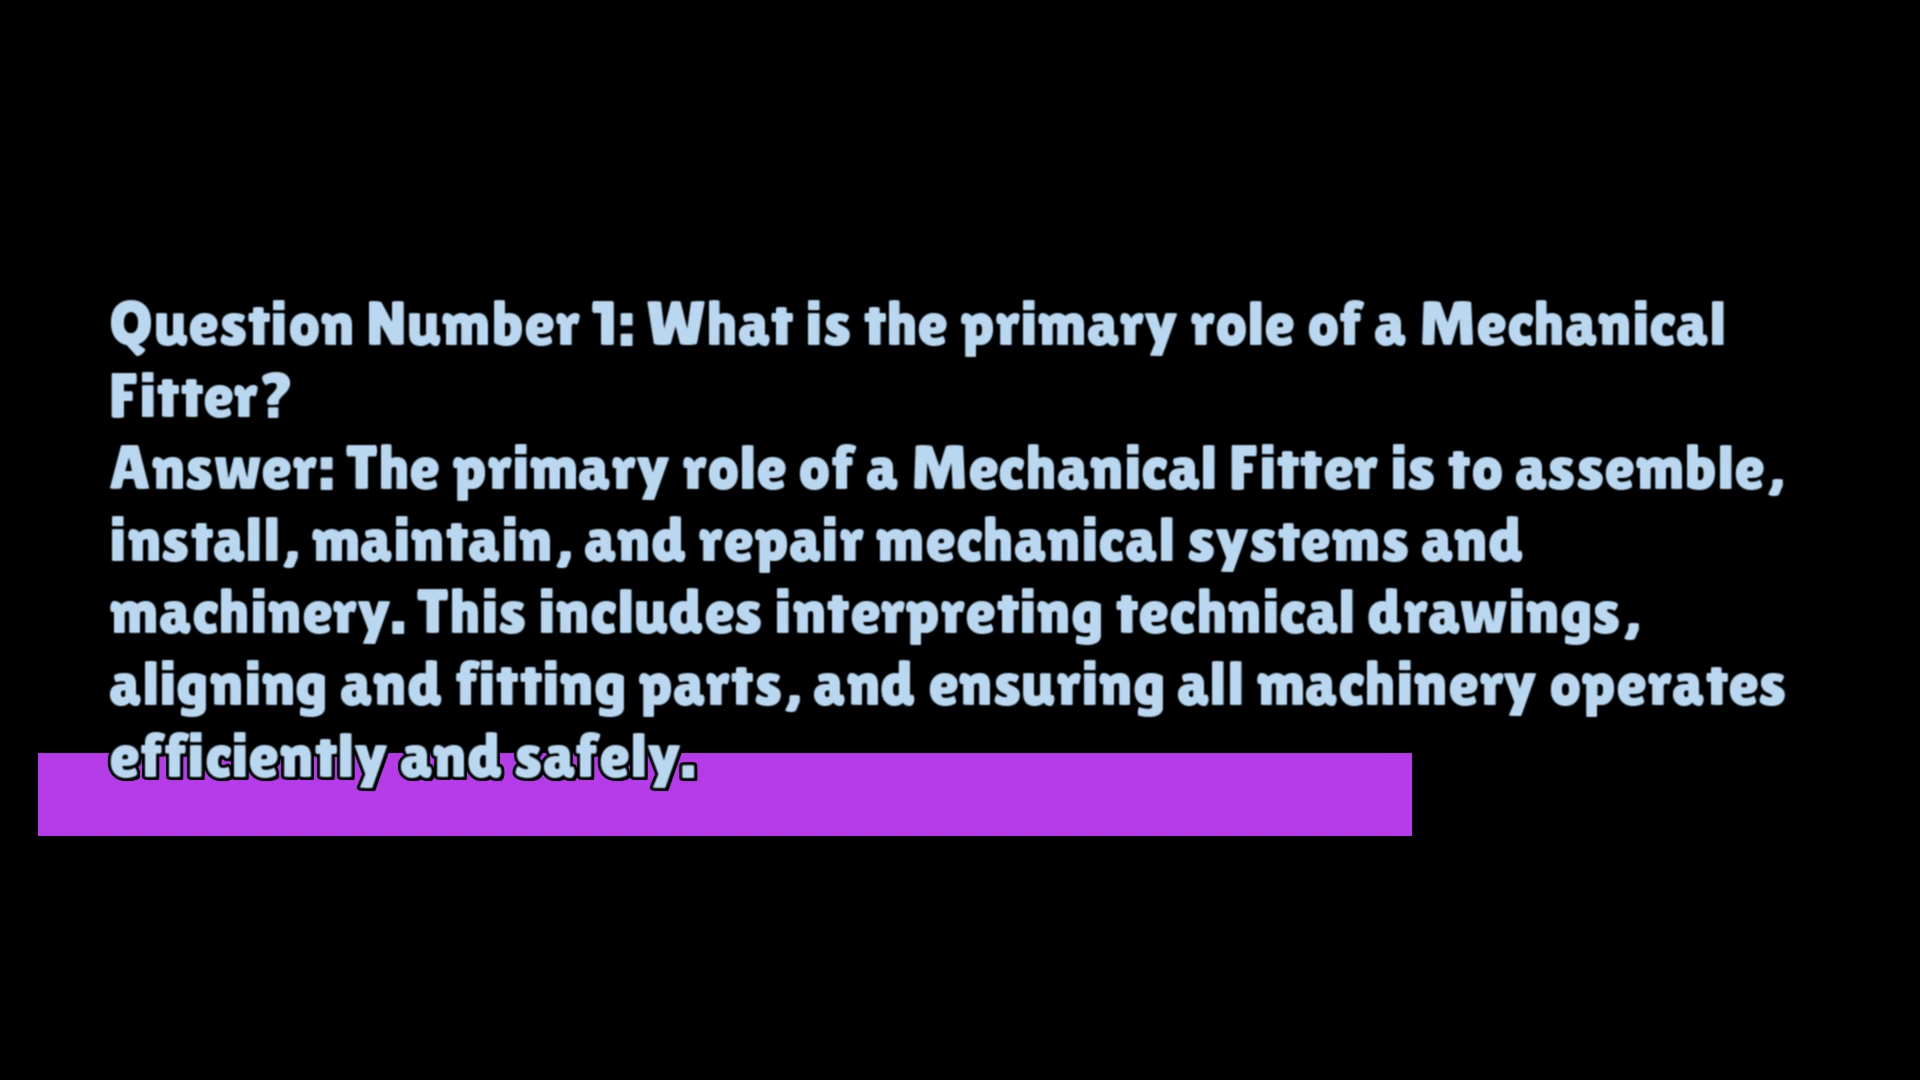 Question Number 1: What is the primary role of a Mechanical
Fitter?
Answer: The primary role of a Mechanical Fitter is to assemble,
install, maintain, and repair mechanical systems and
machinery. This includes interpreting technical drawings,
aligning and fitting parts, and ensuring all machinery operates
efficiently and safely.